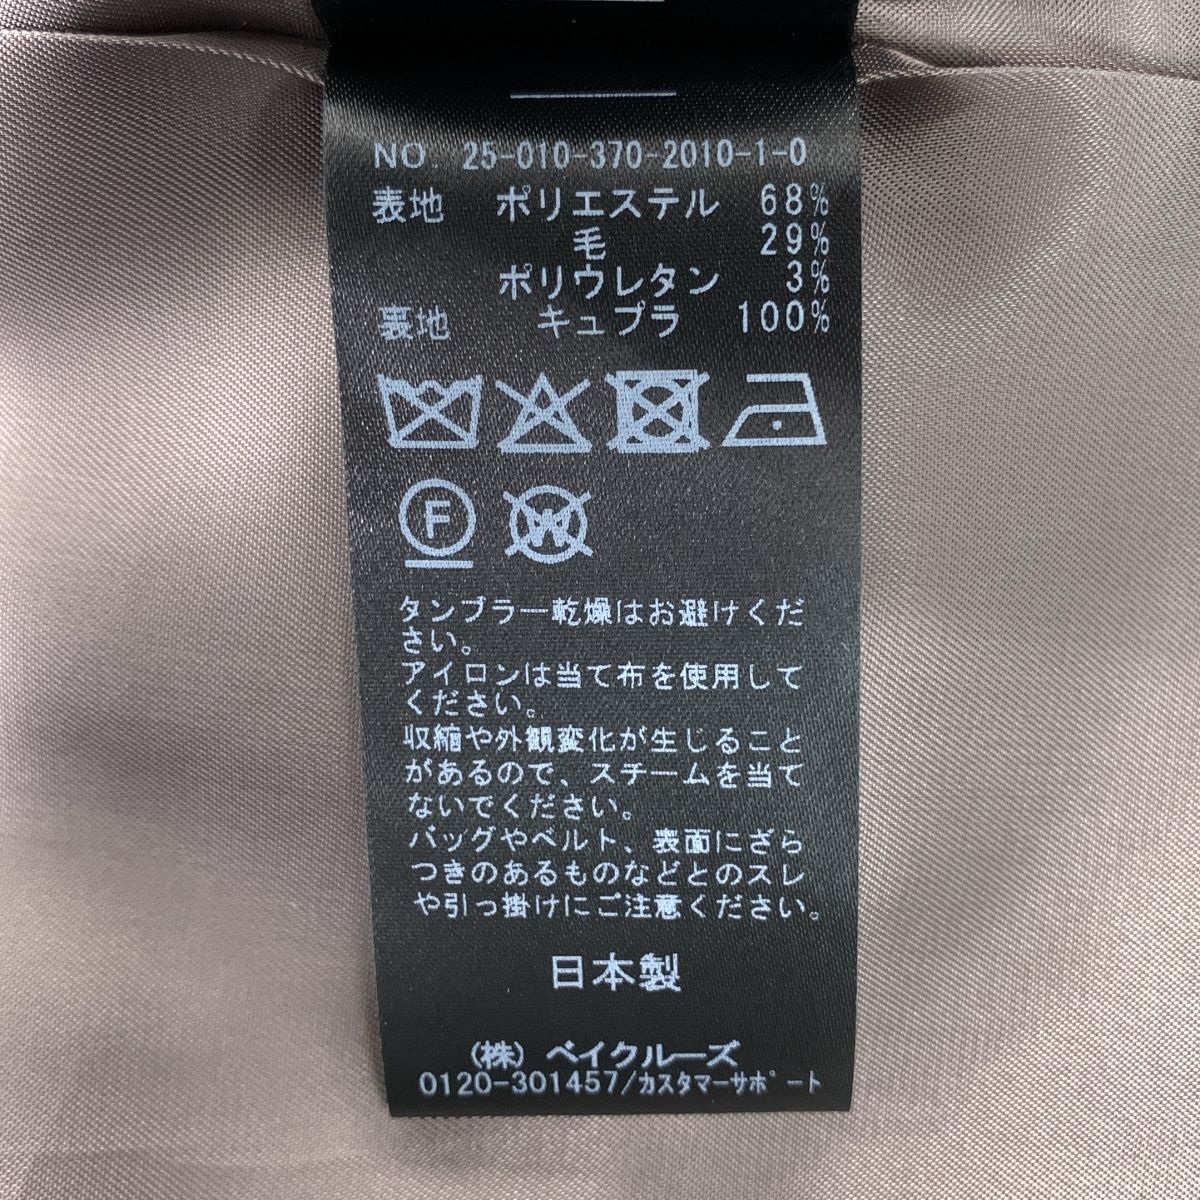 NO. 25-010-370-2010-1-0
表地 ポリエステル 68%
毛 29%
ポリウレタン 3%
裏地 キュプラ 100%
F
W
タンブラー乾燥はお避けくだ
さい。
アイロンは当て布を使用して
ください。
収縮や外観変化が生じること
があるので、スチームを当て
ないでください。
バッグやベルト、表面にざら
つきのあるものなどとのスレ
や引っ掛けにご注意ください。
日本製
(株) ベイクルーズ
0120-301457/カスタマーサポート